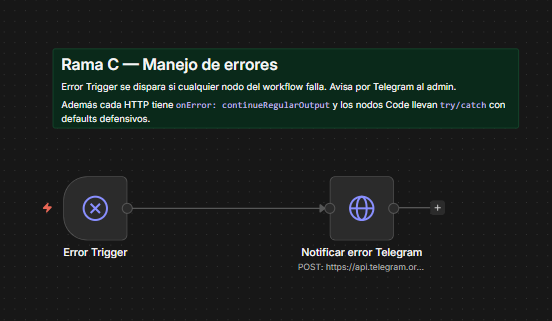 Rama C — Manejo de errores
Error Trigger se dispara si cualquier nodo del workflow falla. Avisa por Telegram al admin.
Además cada HTTP tiene onError: continueRegularOutput y los nodos Code llevan try/catch con
defaults defensivos.
Error Trigger
Notificar error Telegram
POST: https://api.telegram.or...